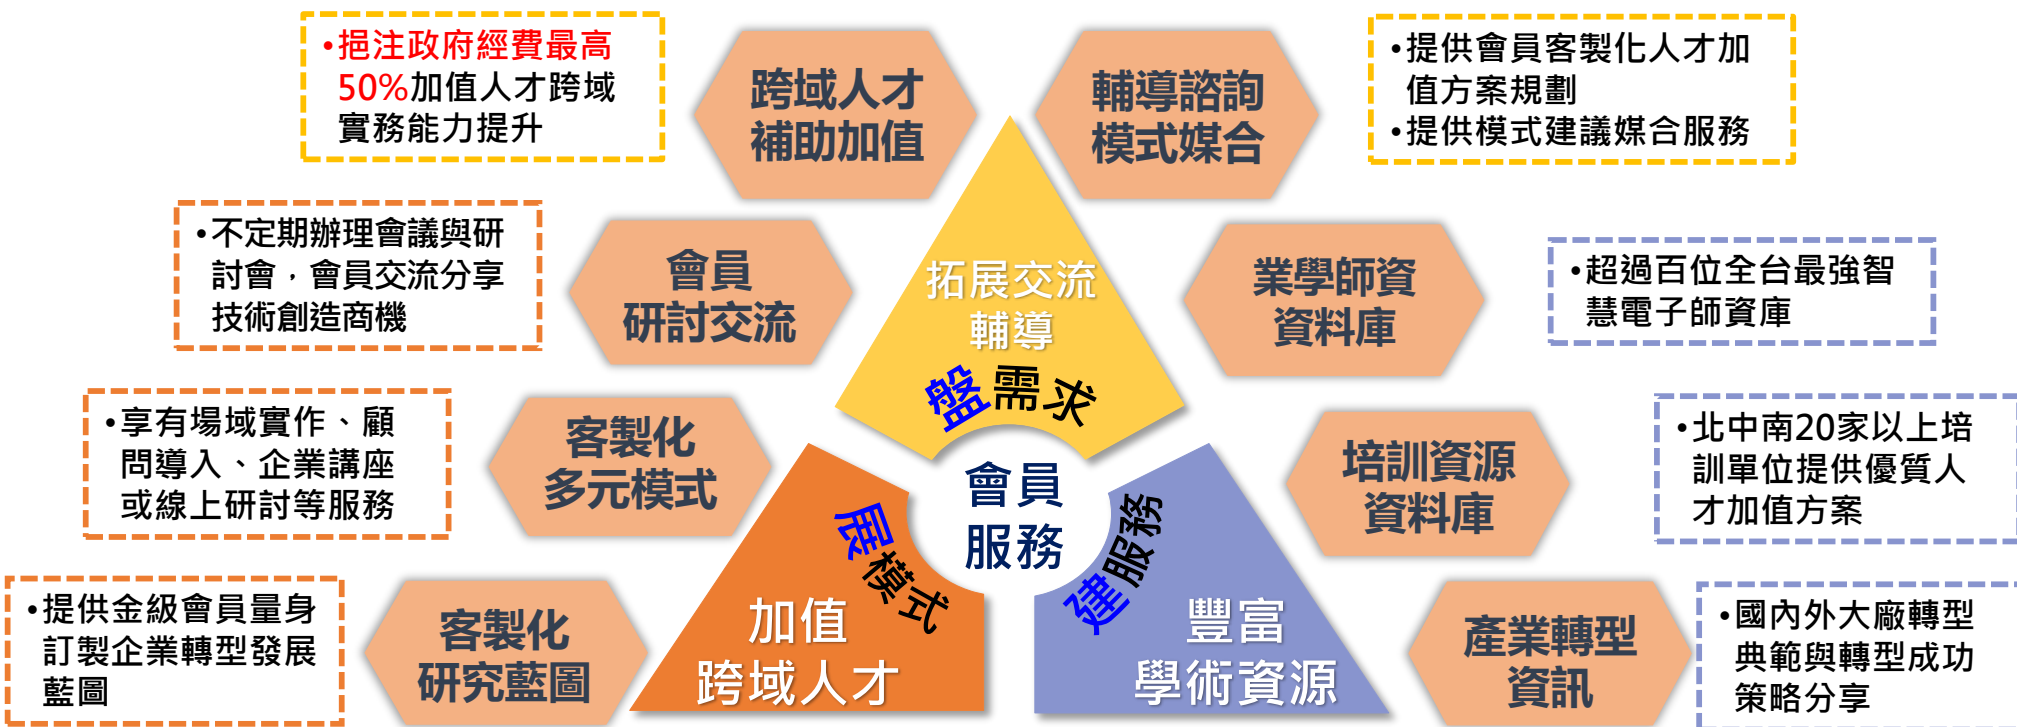 •挹注政府經費最高
50%加值人才跨域
實務能力提升
跨域人才
補助加值
輔導諮詢
模式媒合
•提供會員客製化人才加
值方案規劃
•提供模式建議媒合服務
•不定期辦理會議與研
討會，會員交流分享
技術創造商機
會員
研討交流
拓展交流
輔導
盤需求
業學師資
資料庫
•超過百位全台最強智
慧電子師資庫
•享有場域實作、顧
問導入、企業講座
或線上研討等服務
客製化
多元模式
會員
服務
展模式
建服務
培訓資源
資料庫
•北中南20家以上培
訓單位提供優質人
才加值方案
•提供金級會員量身
訂製企業轉型發展
藍圖
客製化
研究藍圖
加值
跨域人才
豐富
學術資源
產業轉型
資訊
•國內外大廠轉型
典範與轉型成功
策略分享